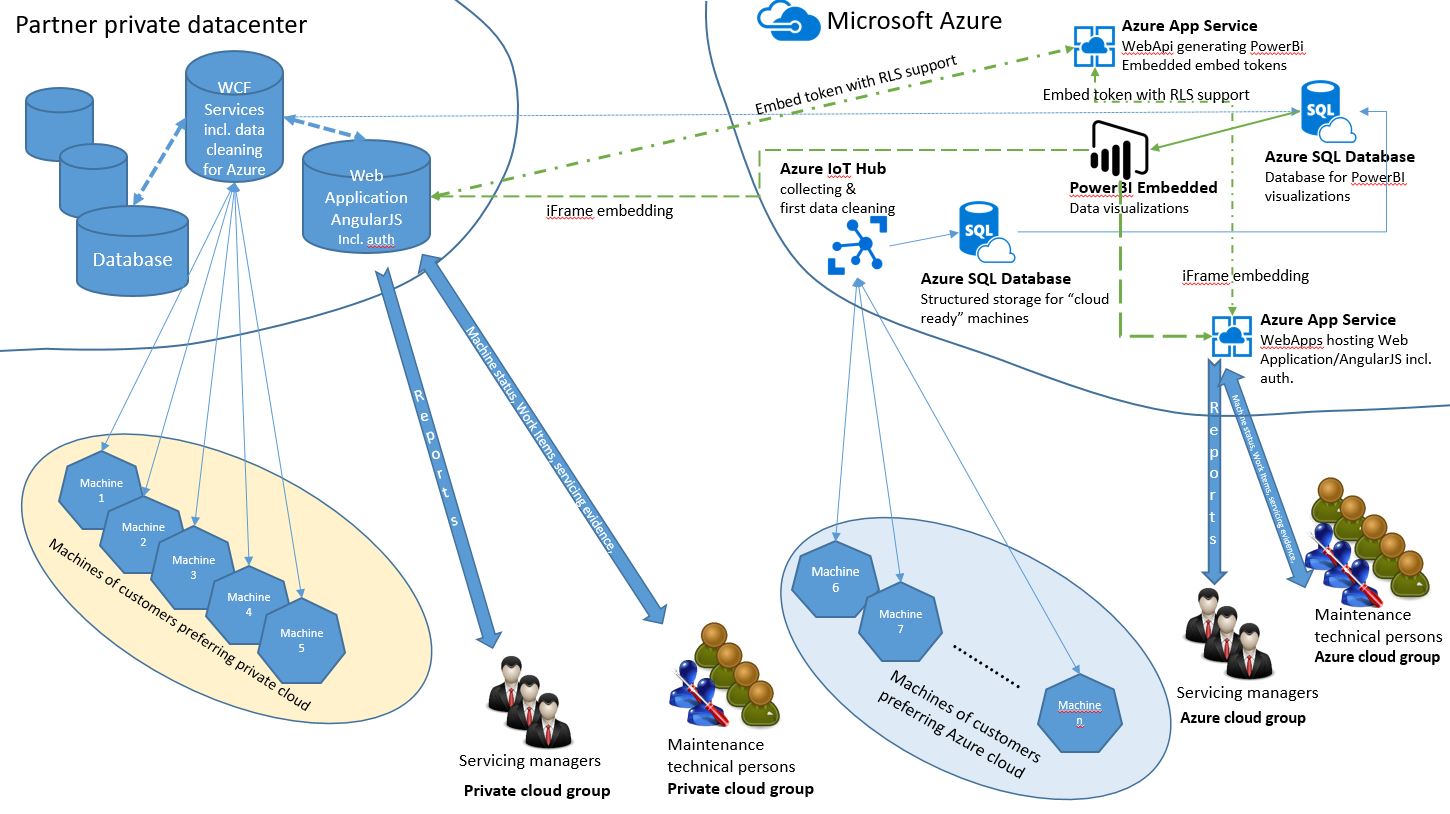 Partner private datacenter
WCF
Services
incl. data
cleaning
for Azure
Web
Application
AngularJS
Incl. auth
Database
Microsoft Azure
Azure App Service
WebApi generating PowerBi
Embedded embed tokens
Embed token with RLS support
Embed token with RLS support
SQL
Azure SQL Database
Database for PowerBI
visualizations
PowerBI Embedded
Data visualizations
iFrame embedding
Azure IoT Hub
collecting &
first data cleaning
SQL
Azure SQL Database
Structured storage for “cloud
ready” machines
iFrame embedding
Azure App Service
WebApps hosting Web
Application/AngularJS incl.
auth.
Reports
Machine status, Work Items, servicing evidence,
Reports
Machine status, Work Items, servicing evidence,
Machine
1
Machine
2
Machine
3
Machine
4
Machine
5
Machines of customers preferring private cloud
Servicing managers
Private cloud group
Maintenance
technical persons
Private cloud group
Machine
6
Machine
7
..........
Machine
n
Machines of customers
preferring Azure cloud
Servicing managers
Azure cloud group
Maintenance
technical persons
Azure cloud group